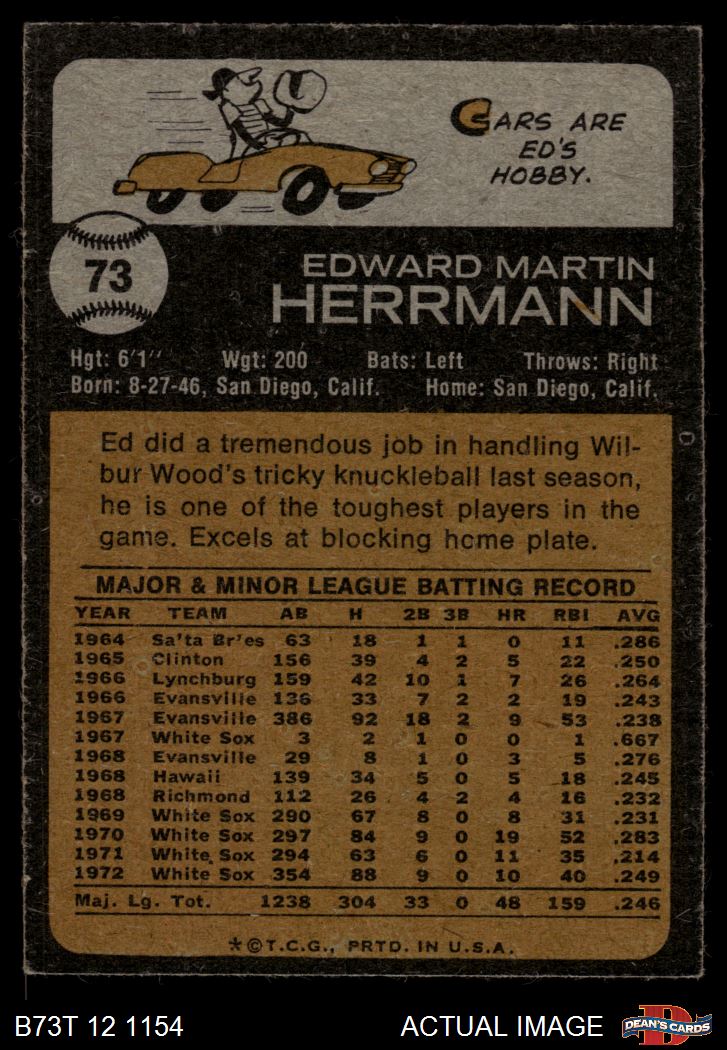 CARS ARE
ED'S
HOBBY.
73
EDWARD MARTIN
HERRMANN
Hgt: 6'1" Wgt: 200 Bats: Left Throws: Right
Born: 8-27-46, San Diego, Calif. Home: San Diego, Calif.
Ed did a tremendous job in handling Wil-
bur Wood's tricky knuckleball last season,
he is one of the toughest players in the
game. Excels at blocking home plate.
MAJOR & MINOR LEAGUE BATTING RECORD
YEAR TEAM AB H 2B 3B HR RBI AVG
1964 Sa'ta Br'es 63 18 1 1 0 11 .286
1965 Clinton 156 39 4 2 5 22 .250
1966 Lynchburg 159 42 10 1 7 26 .264
1966 Evansville 136 33 7 2 2 19 .243
1967 Evansville 386 92 18 2 9 53 .238
1967 White Sox 3 2 1 0 0 1 .667
1968 Evansville 29 8 1 0 3 5 .276
1968 Hawaii 139 34 5 0 5 18 .245
1968 Richmond 112 26 4 2 4 16 .232
1969 White Sox 290 67 8 0 8 31 .231
1970 White Sox 297 84 9 0 19 52 .283
1971 White Sox 294 63 6 0 11 35 .214
1972 White Sox 354 88 9 0 10 40 .249
Maj. Lg. Tot. 1238 304 33 0 48 159 .246
*©T.C.G., PRTD. IN U.S.A.
B73T 12 1154 ACTUAL IMAGE D DEAN'S CARDS